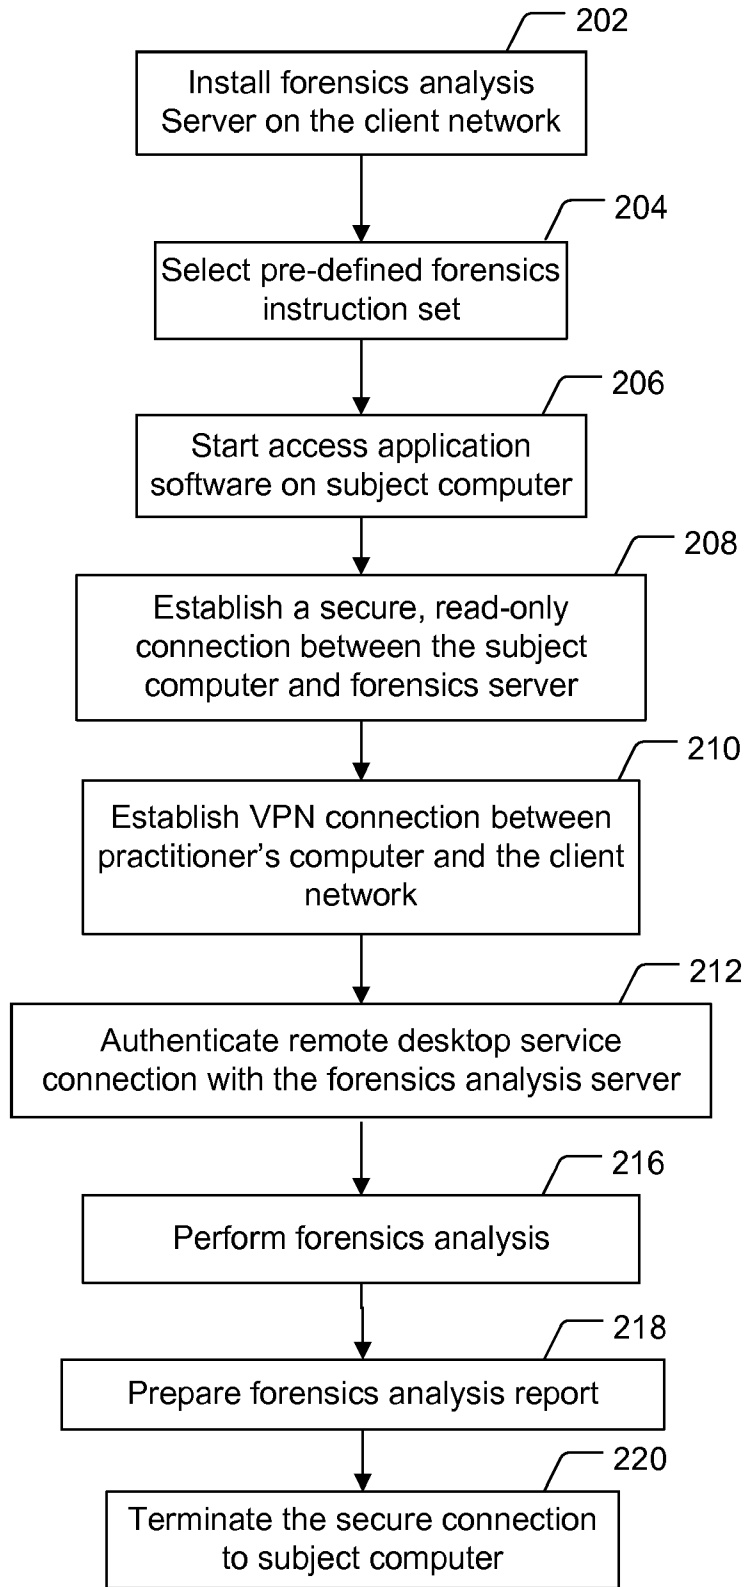 202
Install forensics analysis
Server on the client network
204
Select pre-defined forensics
instruction set
206
Start access application
software on subject computer
208
Establish a secure, read-only
connection between the subject
computer and forensics server
210
Establish VPN connection between
practitioner's computer and the client
network
212
Authenticate remote desktop service
connection with the forensics analysis server
216
Perform forensics analysis
218
Prepare forensics analysis report
220
Terminate the secure connection
to subject computer